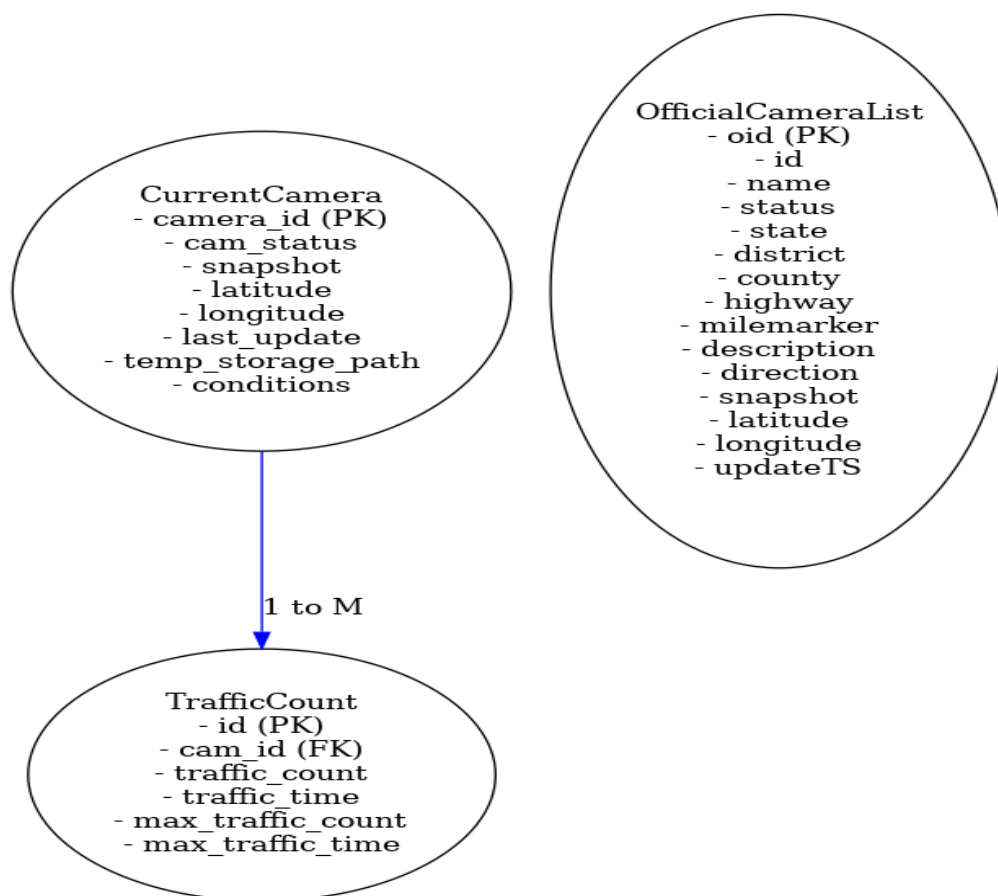 CurrentCamera
- camera_id (PK)
- cam_status
- snapshot
- latitude
- longitude
- last_update
- temp_storage_path
- conditions
1 to M
TrafficCount
- id (PK)
- cam_id (FK)
- traffic_count
- traffic_time
- max_traffic_count
- max_traffic_time
OfficialCameraList
- oid (PK)
- id
- name
- status
- state
- district
- county
- highway
- milemarker
- description
- direction
- snapshot
- latitude
- longitude
- updateTS